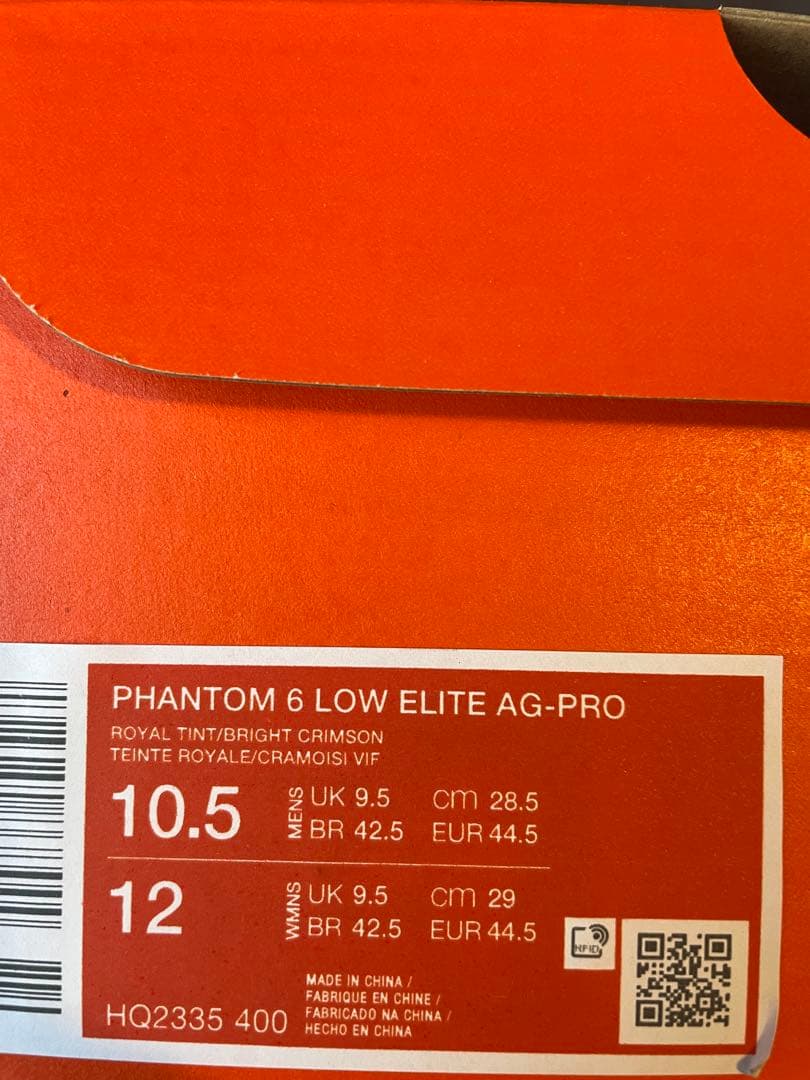 PHANTOM 6 LOW ELITE AG-PRO
ROYAL TINT/BRIGHT CRIMSON
TEINTE ROYALE/CRAMOISI VIF
10.5 MENS UK 9.5 cm 28.5
BR 42.5 EUR 44.5
12 WMNS UK 9.5 cm 29
BR 42.5 EUR 44.5
RFID
MADE IN CHINA /
FABRIQUE EN CHINE /
FABRICADO NA CHINA /
HECHO EN CHINA
HQ2335 400